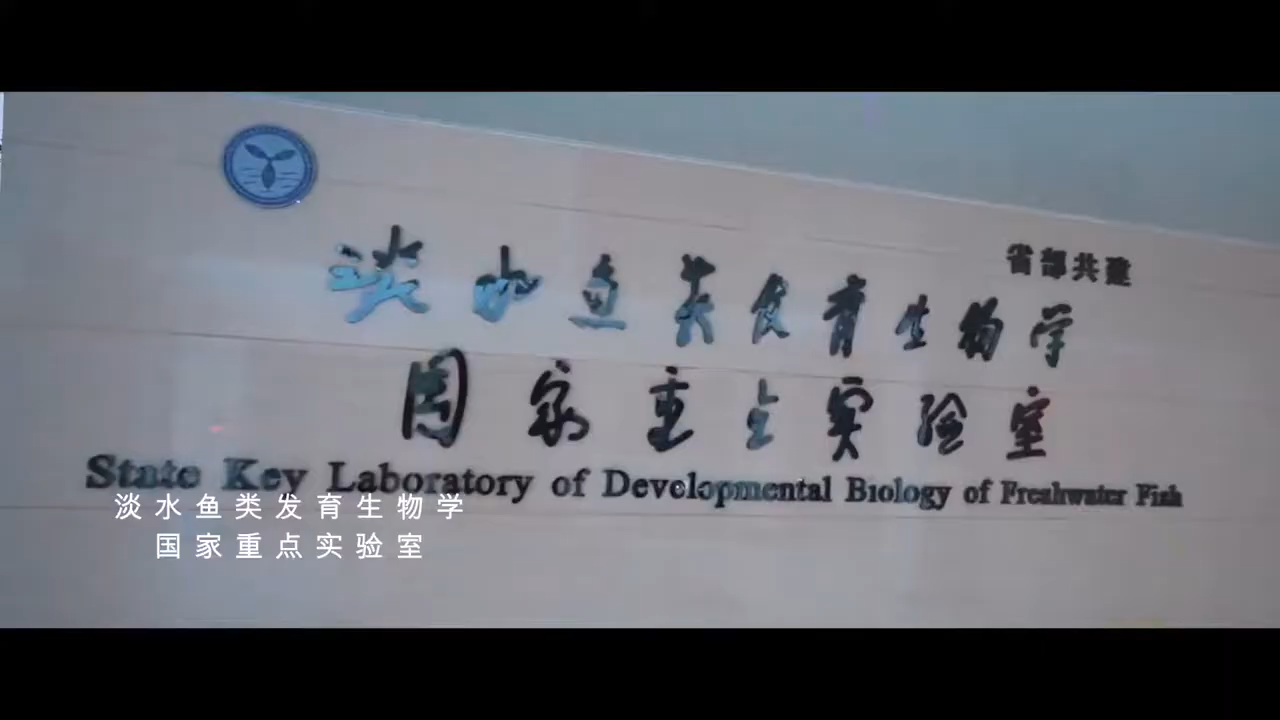 省部共建
淡水鱼类发育生物学
国家重点实验室
State Key Laboratory of Developmental Biology of Freshwater Fish
淡水鱼类发育生物学
国家重点实验室